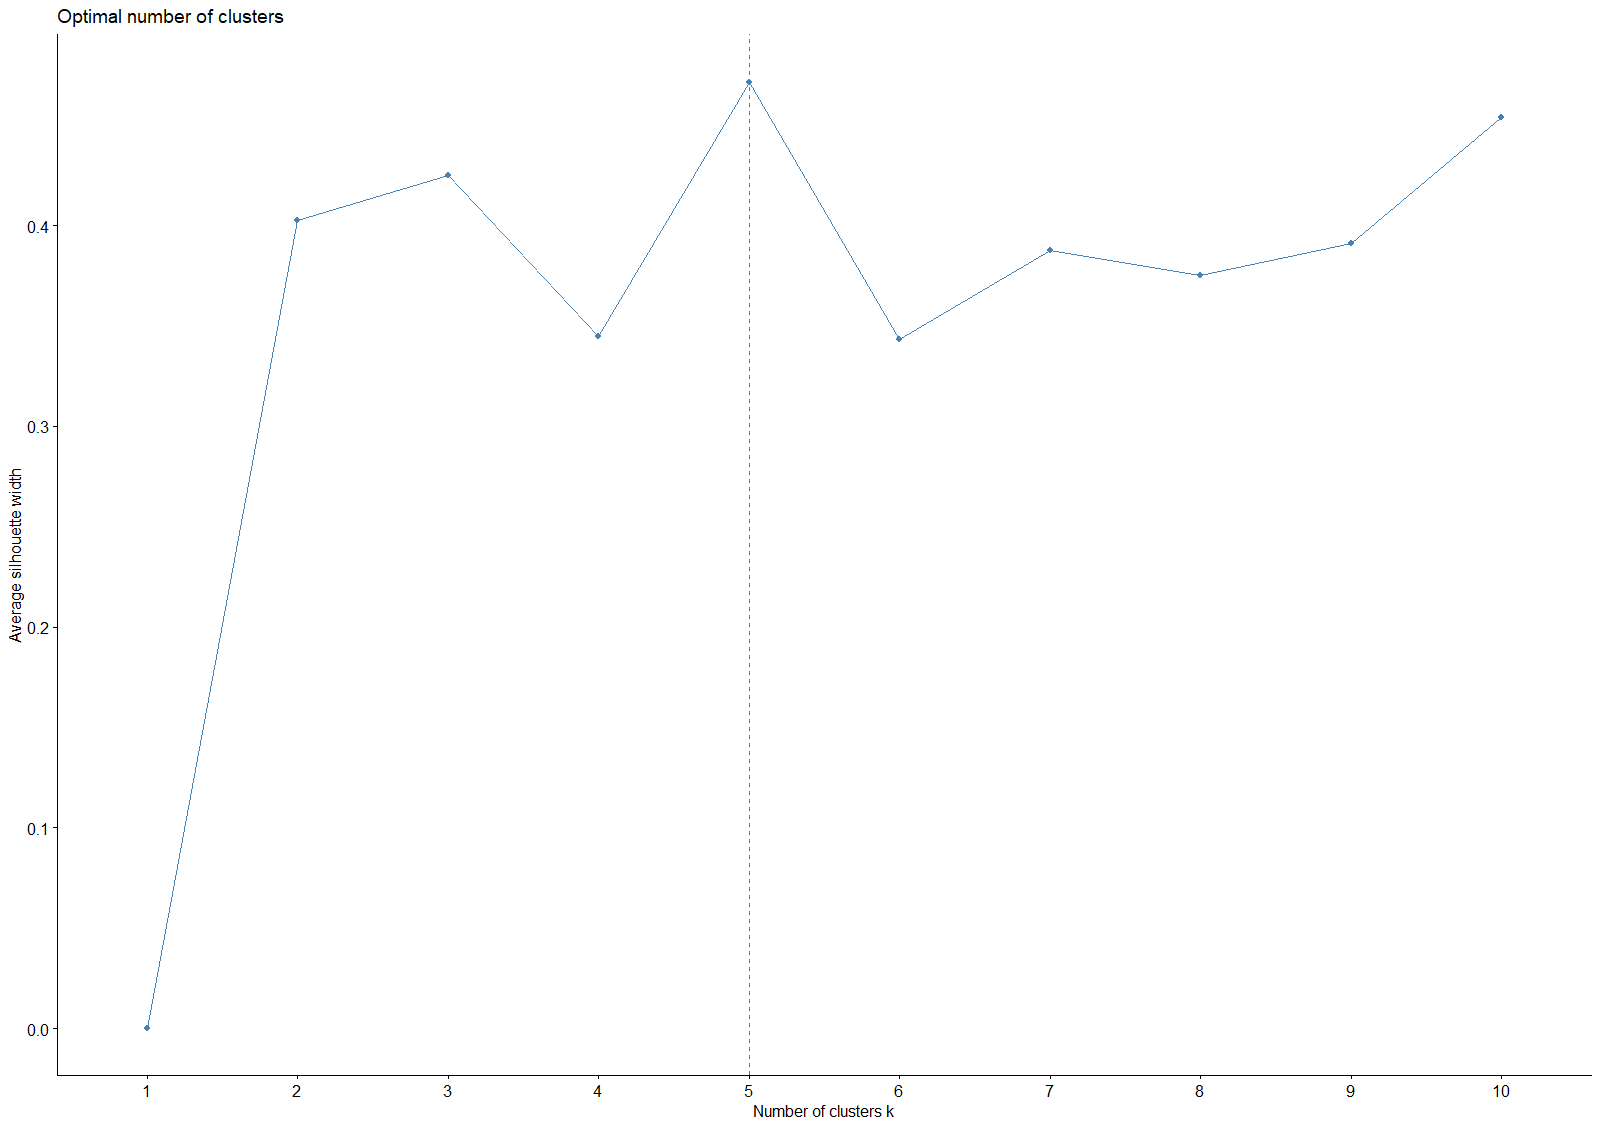 Optimal number of clusters
Average silhouette width
0.4
0.3
0.2
0.1
0.0
1 2 3 4 5 6 7 8 9 10
Number of clusters k